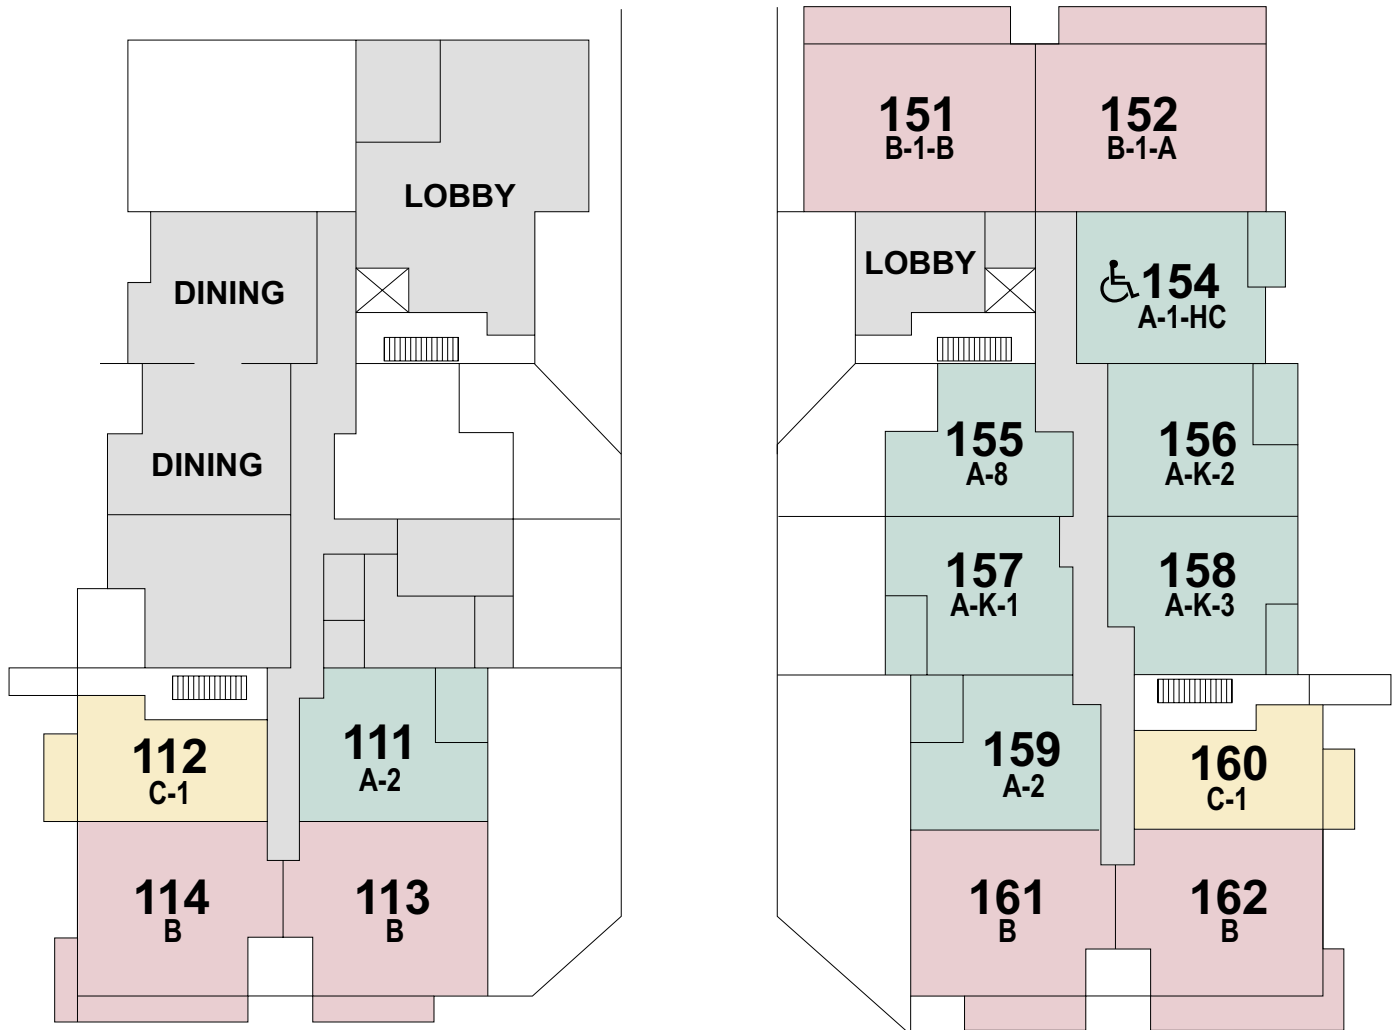 LOBBY
DINING
DINING
111
A-2
112
C-1
114
B
113
B
151
B-1-B
152
B-1-A
LOBBY
154
A-1-HC
155
A-8
156
A-K-2
157
A-K-1
158
A-K-3
159
A-2
160
C-1
161
B
162
B